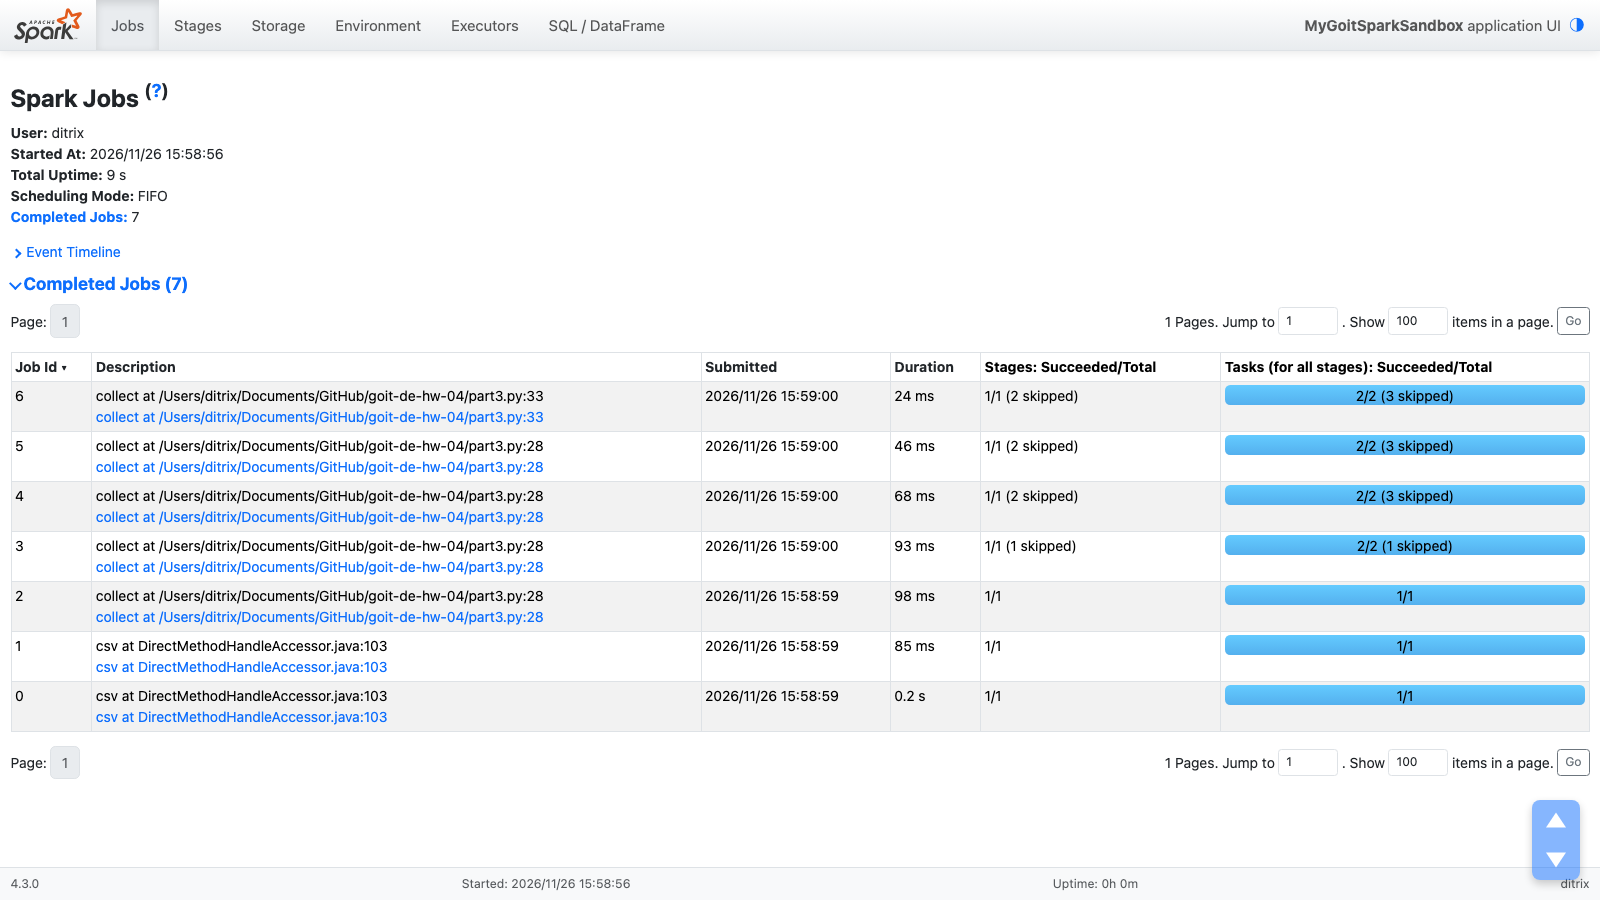 APACHE Spark Jobs Stages Storage Environment Executors SQL / DataFrame MyGoitSparkSandbox application UI
Spark Jobs (?)
User: ditrix
Started At: 2026/11/26 15:58:56
Total Uptime: 9 s
Scheduling Mode: FIFO
Completed Jobs: 7
Event Timeline
Completed Jobs (7)
Page: 1 1 Pages. Jump to 1 . Show 100 items in a page. Go
Job Id ▾ Description Submitted Duration Stages: Succeeded/Total Tasks (for all stages): Succeeded/Total
6 collect at /Users/ditrix/Documents/GitHub/goit-de-hw-04/part3.py:33 2026/11/26 15:59:00 24 ms 1/1 (2 skipped) 2/2 (3 skipped)
collect at /Users/ditrix/Documents/GitHub/goit-de-hw-04/part3.py:33
5 collect at /Users/ditrix/Documents/GitHub/goit-de-hw-04/part3.py:28 2026/11/26 15:59:00 46 ms 1/1 (2 skipped) 2/2 (3 skipped)
collect at /Users/ditrix/Documents/GitHub/goit-de-hw-04/part3.py:28
4 collect at /Users/ditrix/Documents/GitHub/goit-de-hw-04/part3.py:28 2026/11/26 15:59:00 68 ms 1/1 (2 skipped) 2/2 (3 skipped)
collect at /Users/ditrix/Documents/GitHub/goit-de-hw-04/part3.py:28
3 collect at /Users/ditrix/Documents/GitHub/goit-de-hw-04/part3.py:28 2026/11/26 15:59:00 93 ms 1/1 (1 skipped) 2/2 (1 skipped)
collect at /Users/ditrix/Documents/GitHub/goit-de-hw-04/part3.py:28
2 collect at /Users/ditrix/Documents/GitHub/goit-de-hw-04/part3.py:28 2026/11/26 15:58:59 98 ms 1/1 1/1
collect at /Users/ditrix/Documents/GitHub/goit-de-hw-04/part3.py:28
1 csv at DirectMethodHandleAccessor.java:103 2026/11/26 15:58:59 85 ms 1/1 1/1
csv at DirectMethodHandleAccessor.java:103
0 csv at DirectMethodHandleAccessor.java:103 2026/11/26 15:58:59 0.2 s 1/1 1/1
csv at DirectMethodHandleAccessor.java:103
Page: 1 1 Pages. Jump to 1 . Show 100 items in a page. Go
4.3.0 Started: 2026/11/26 15:58:56 Uptime: 0h 0m ditrix